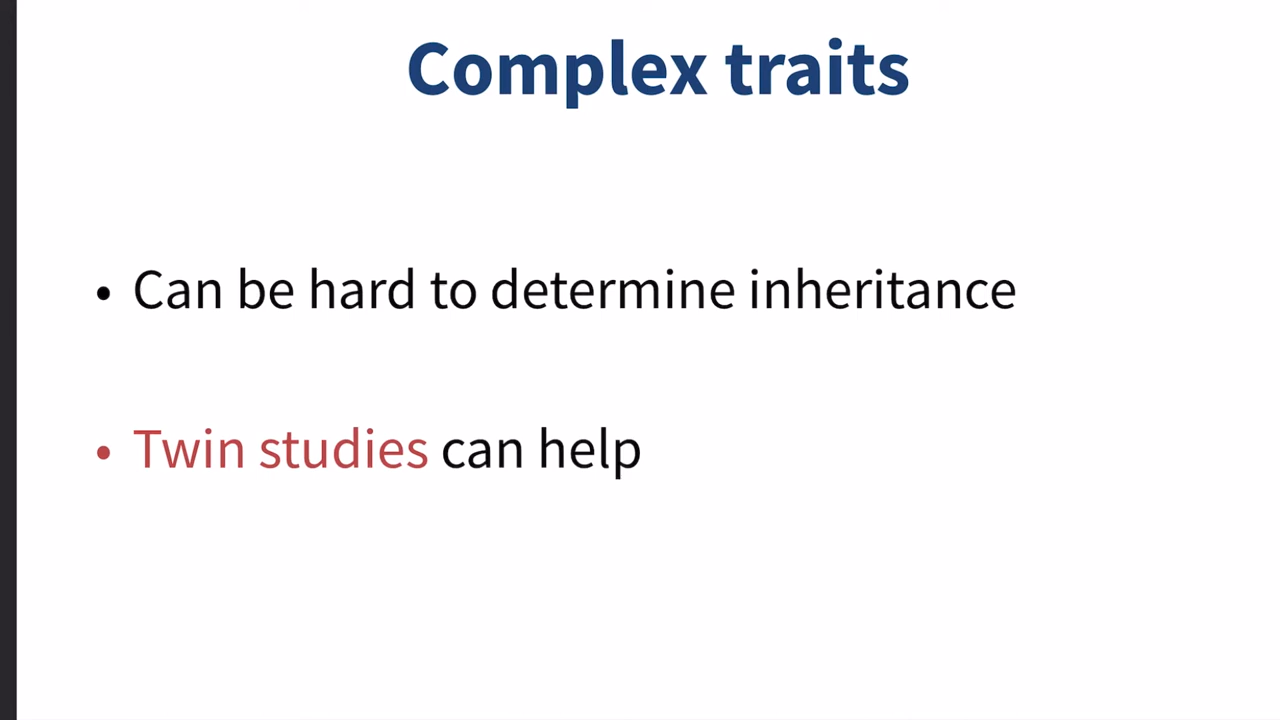 Complex traits
• Can be hard to determine inheritance
• Twin studies can help